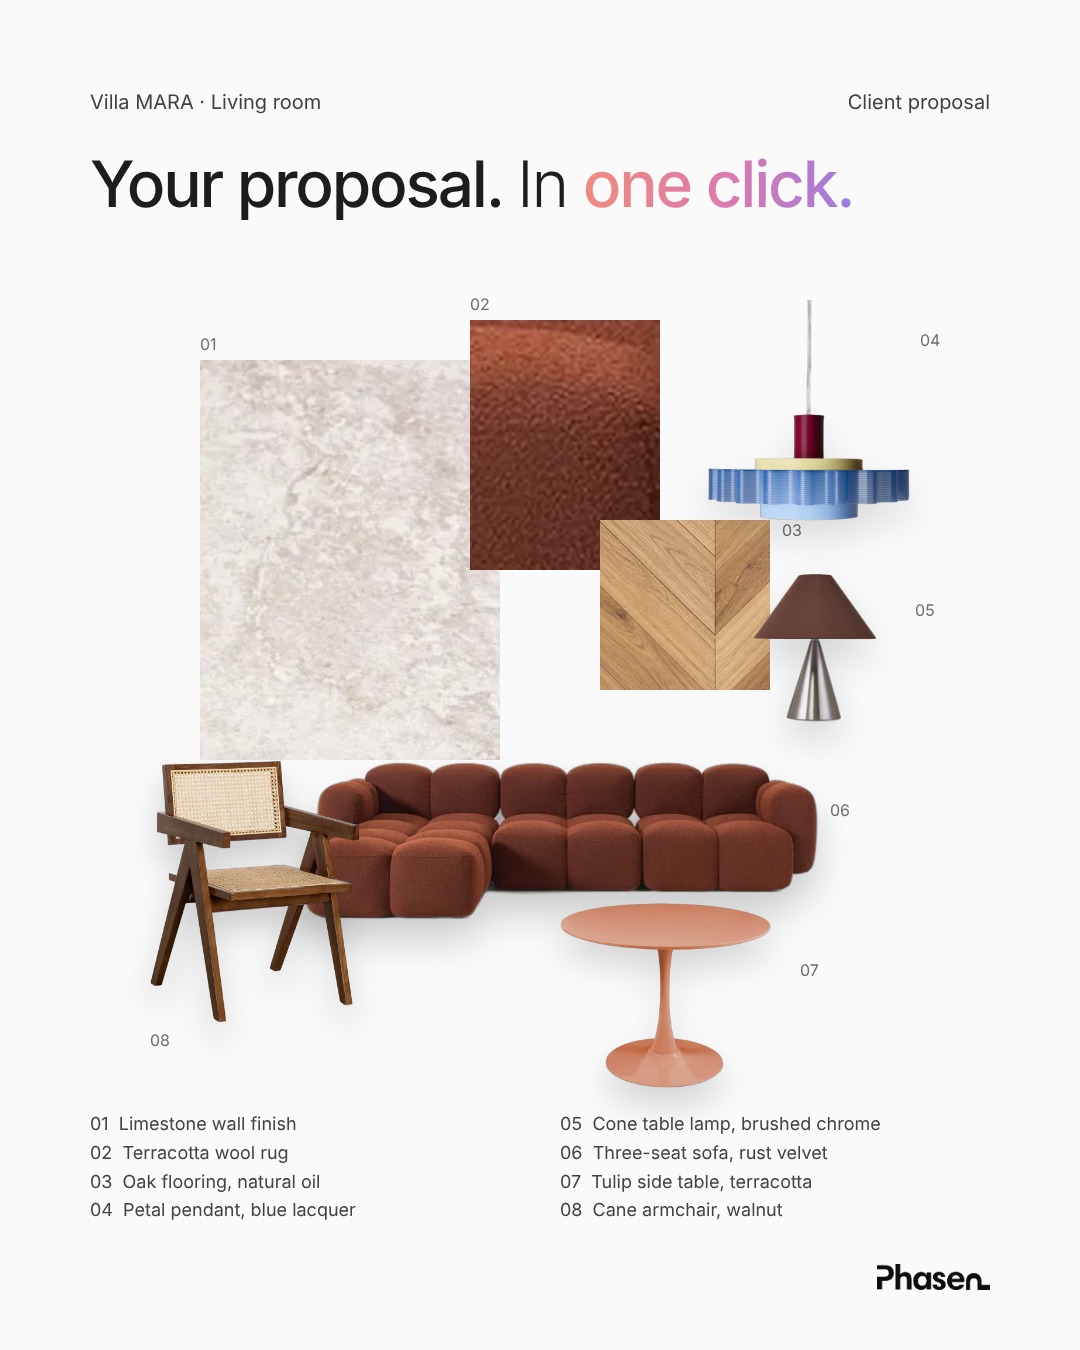 Villa MARA · Living room
Client proposal
Your proposal. In one click.
02
04
01
03
05
06
07
08
01 Limestone wall finish
02 Terracotta wool rug
03 Oak flooring, natural oil
04 Petal pendant, blue lacquer
05 Cone table lamp, brushed chrome
06 Three-seat sofa, rust velvet
07 Tulip side table, terracotta
08 Cane armchair, walnut
Phasen